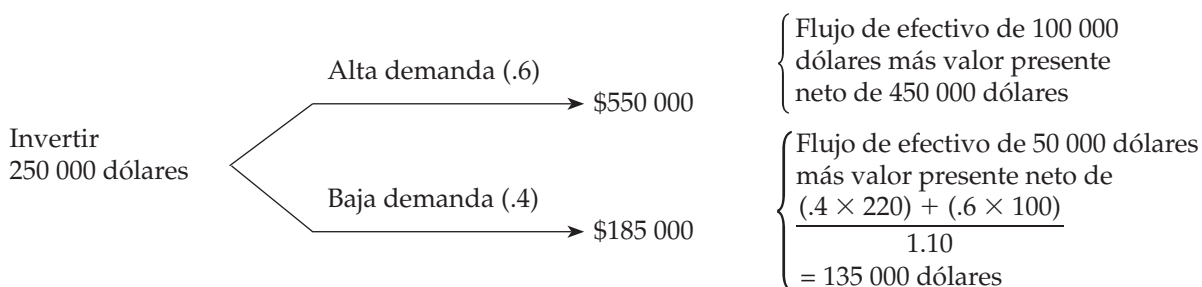 Invertir
250 000 dólares
Alta demanda (.6)
$550 000
Flujo de efectivo de 100 000
dólares más valor presente
neto de 450 000 dólares
Baja demanda (.4)
$185 000
Flujo de efectivo de 50 000 dólares
más valor presente neto de
(.4 × 220) + (.6 × 100)
1.10
= 135 000 dólares